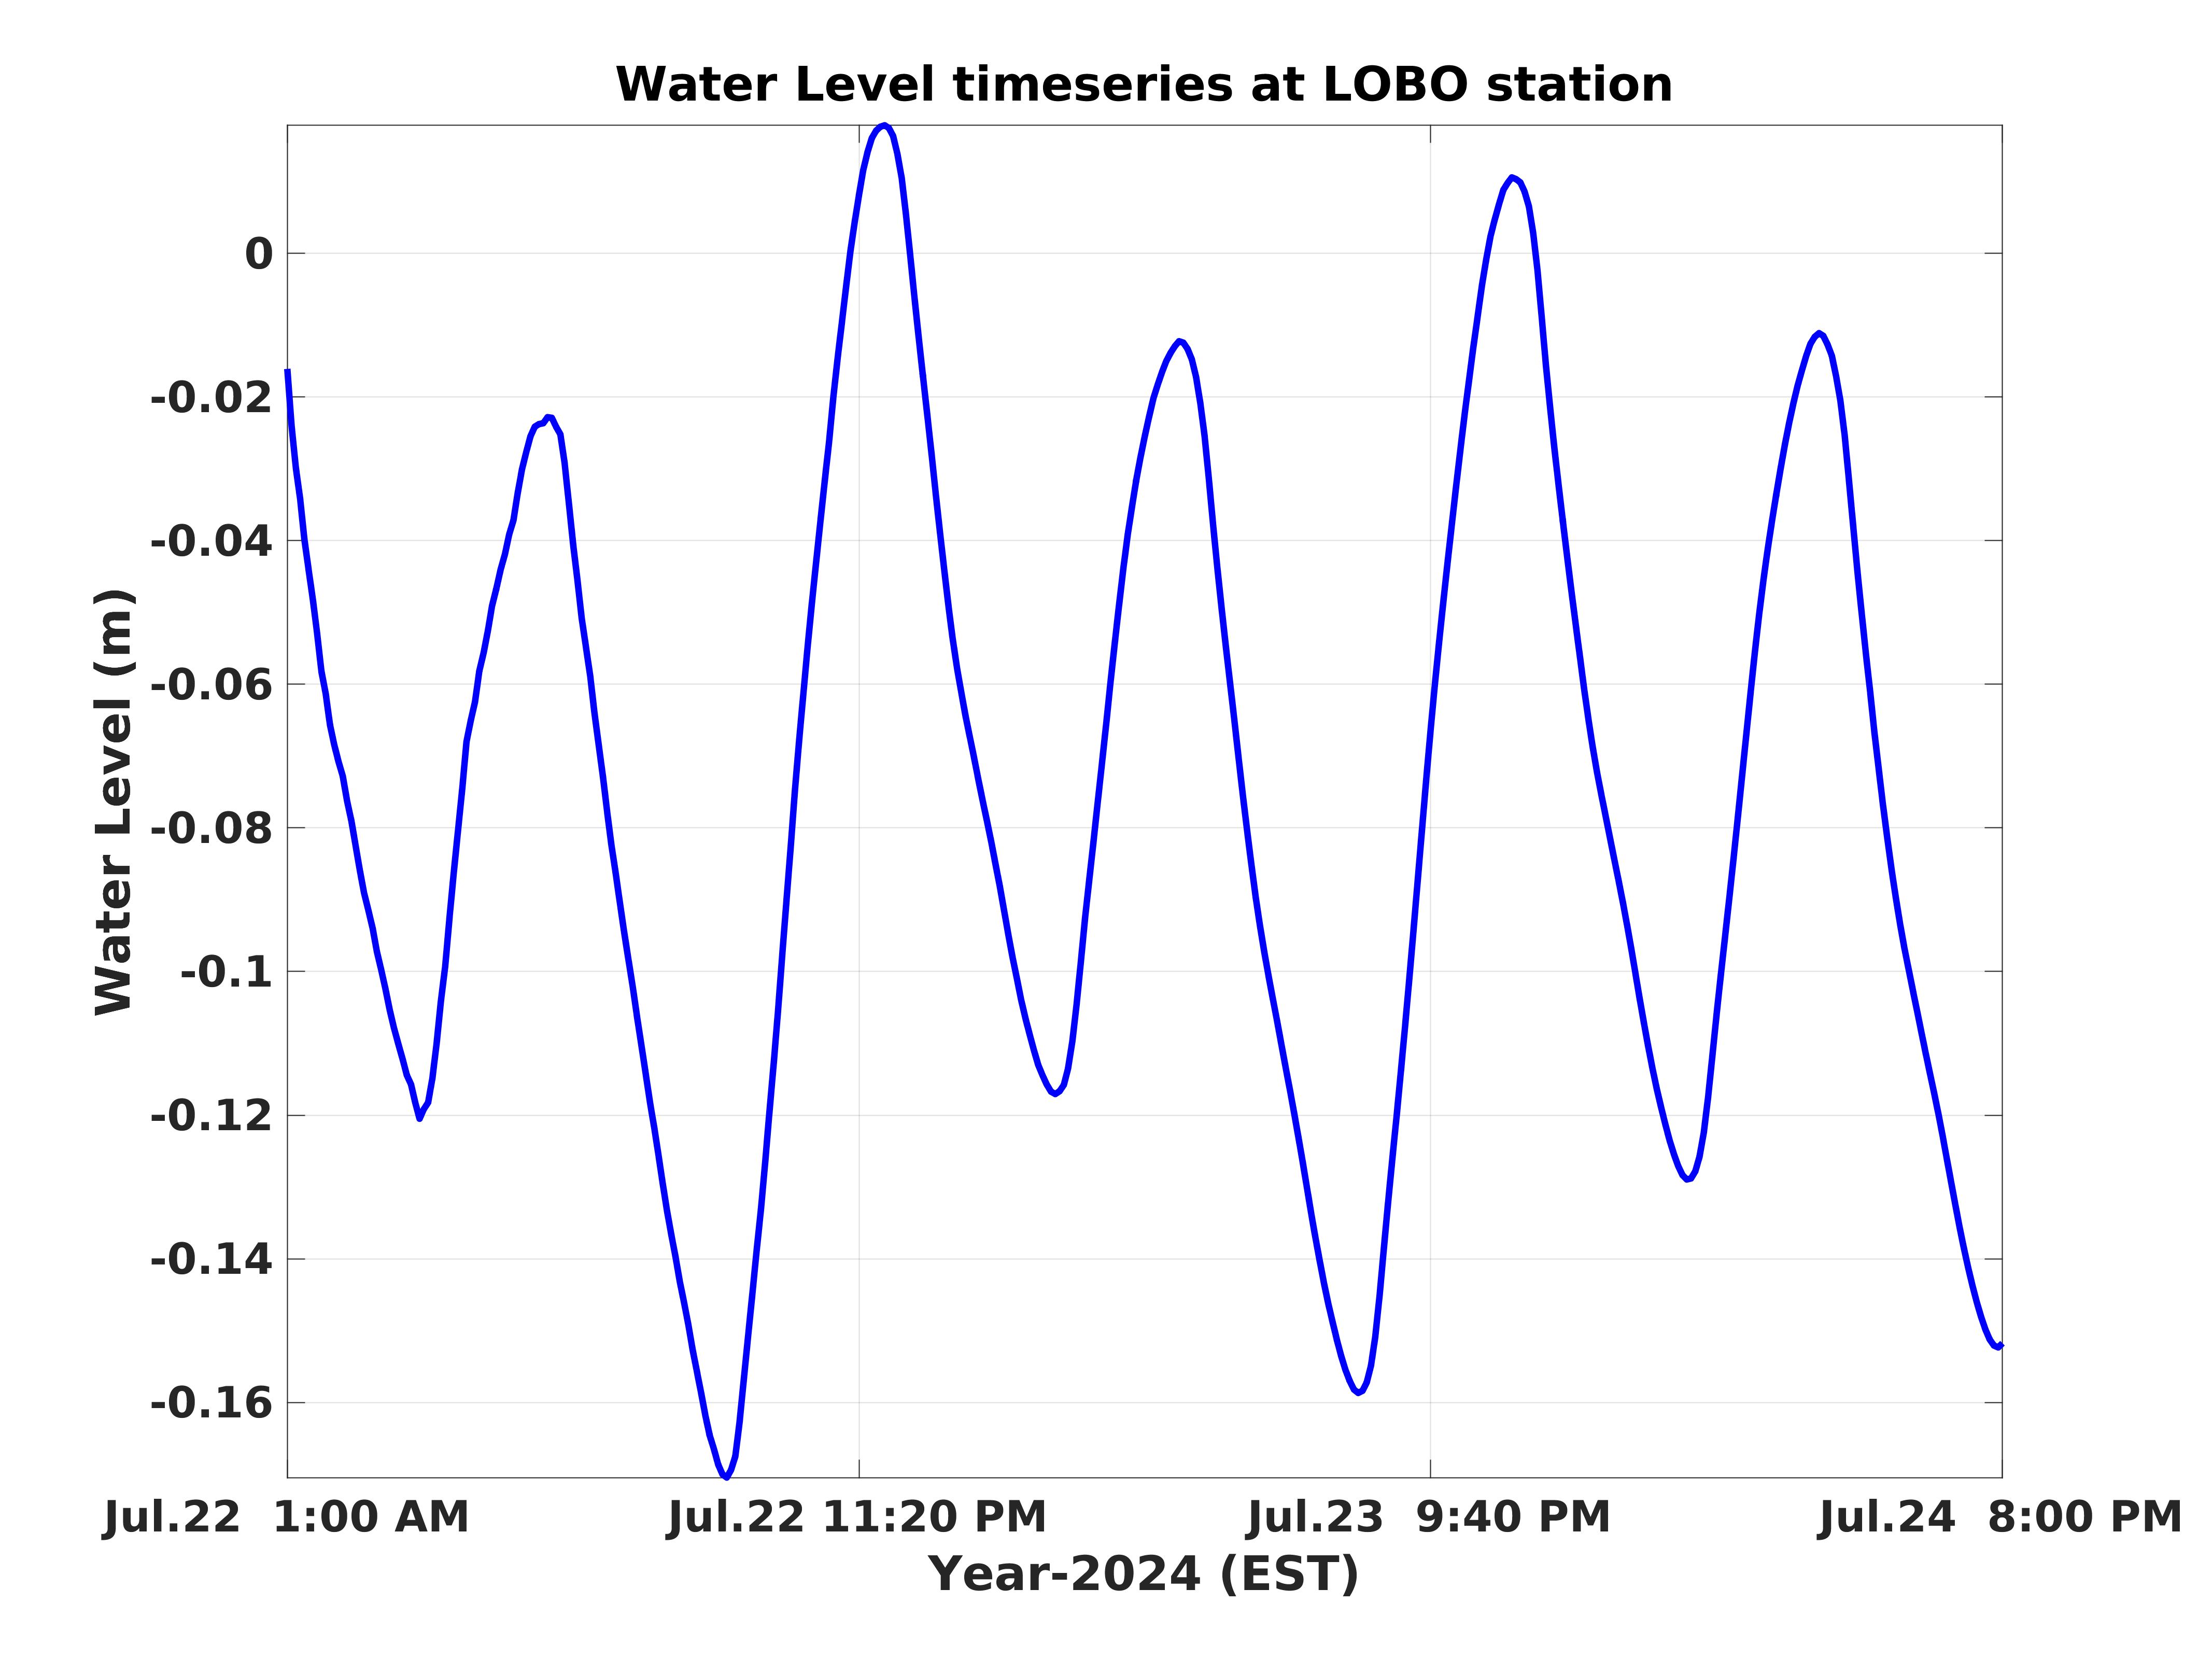 Water Level timeseries at LOBO station
Water Level (m)
0
-0.02
-0.04
-0.06
-0.08
-0.1
-0.12
-0.14
-0.16
Jul.22  1:00 AM
Jul.22 11:20 PM
Jul.23  9:40 PM
Jul.24  8:00 PM
Year-2024 (EST)